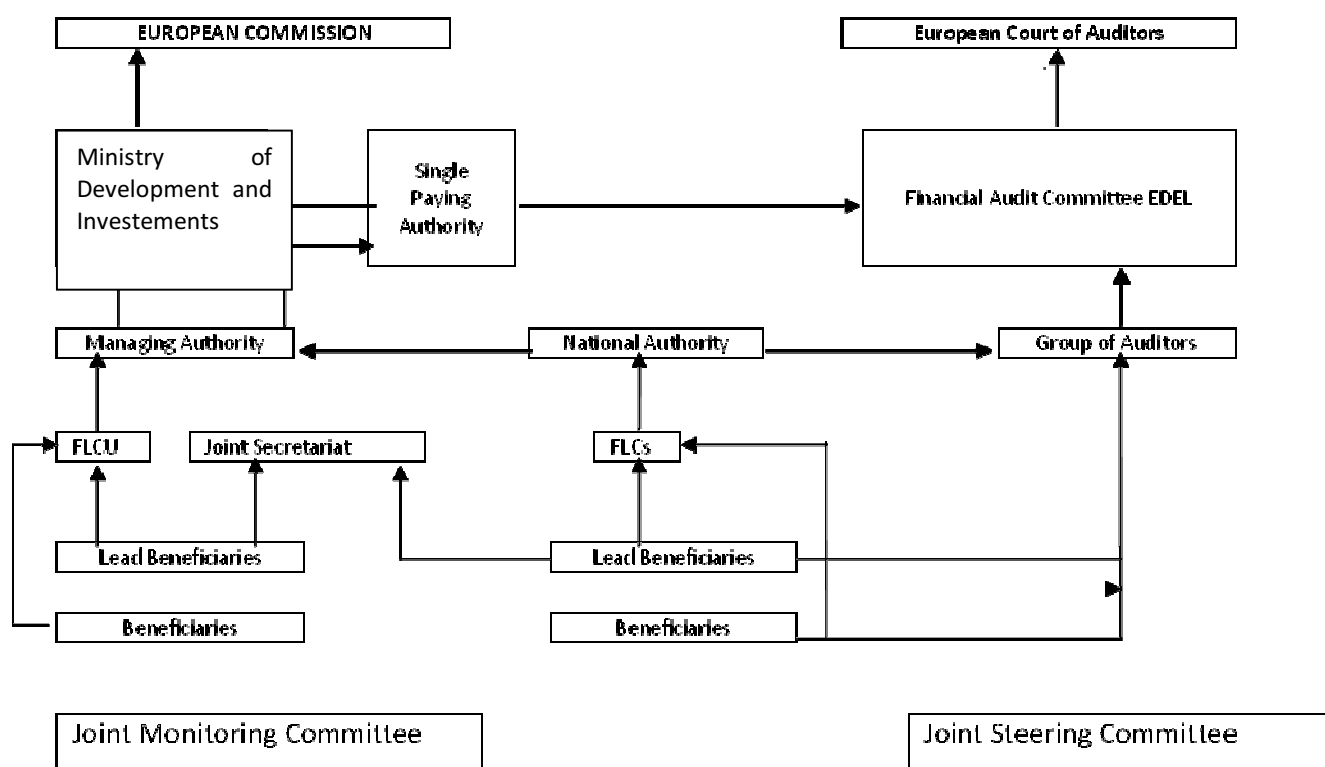 EUROPEAN COMMISSION
European Court of Auditors
Ministry of
Development and
Investements
Single
Paying
Authority
Financial Audit Committee EDEL
Managing Authority
National Authority
Group of Auditors
FLCU
Joint Secretariat
FLCs
Lead Beneficiaries
Lead Beneficiaries
Beneficiaries
Beneficiaries
Joint Monitoring Committee
Joint Steering Committee